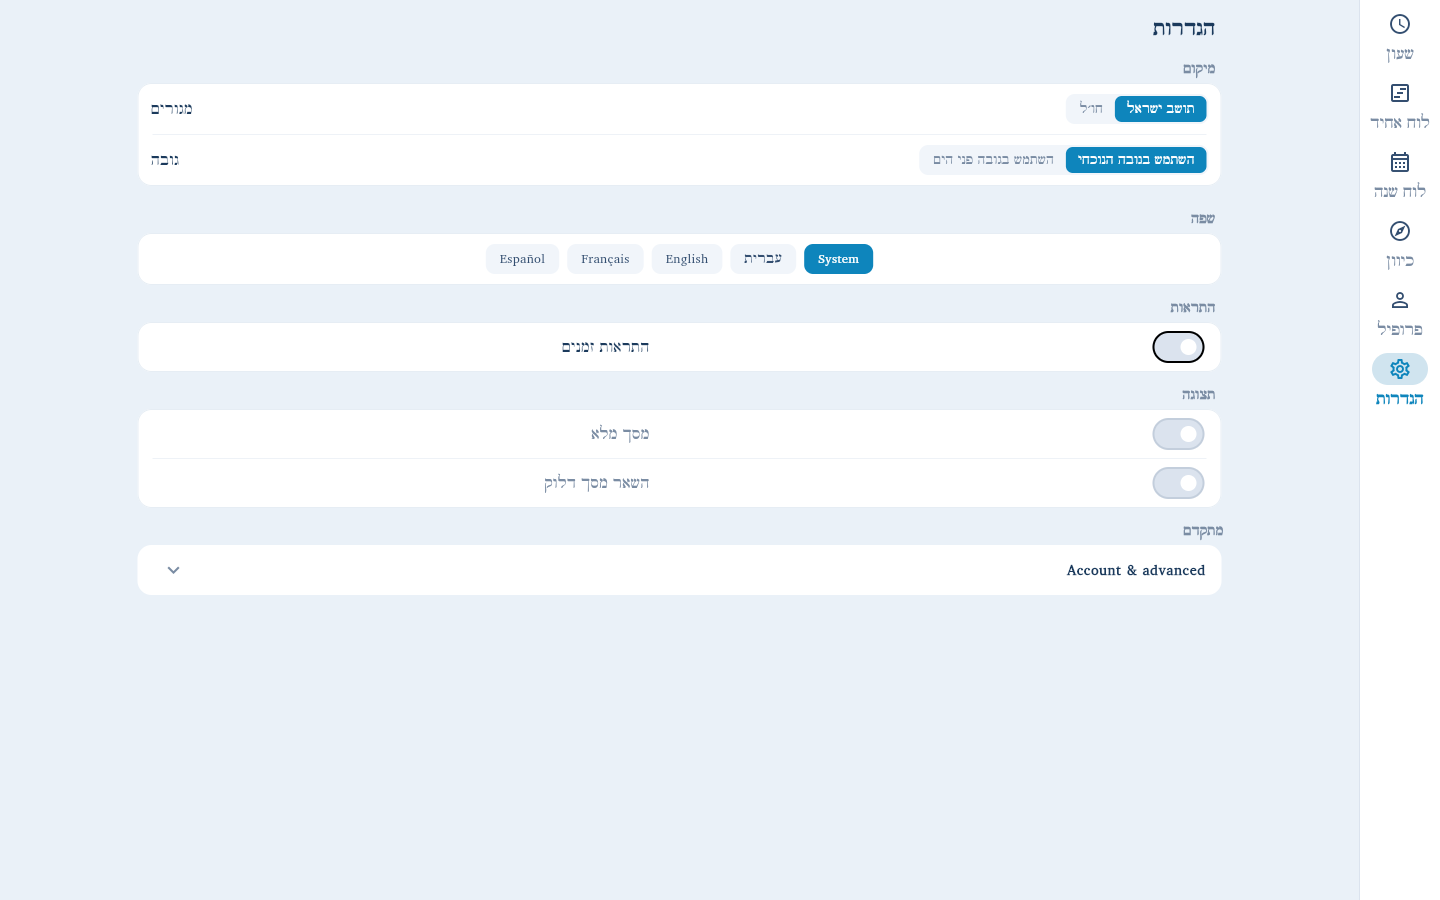 הגדרות
מיקום
תושב ישראל חו״ל מגורים
השתמש בגובה הנוכחי השתמש בגובה פני הים גובה
שפה
System עברית English Français Español
התראות
התראות זמנים
תצוגה
מסך מלא
השאר מסך דלוק
מתקדם
Account & advanced
שעון
לוח אחיד
לוח שנה
כיוון
פרופיל
הגדרות